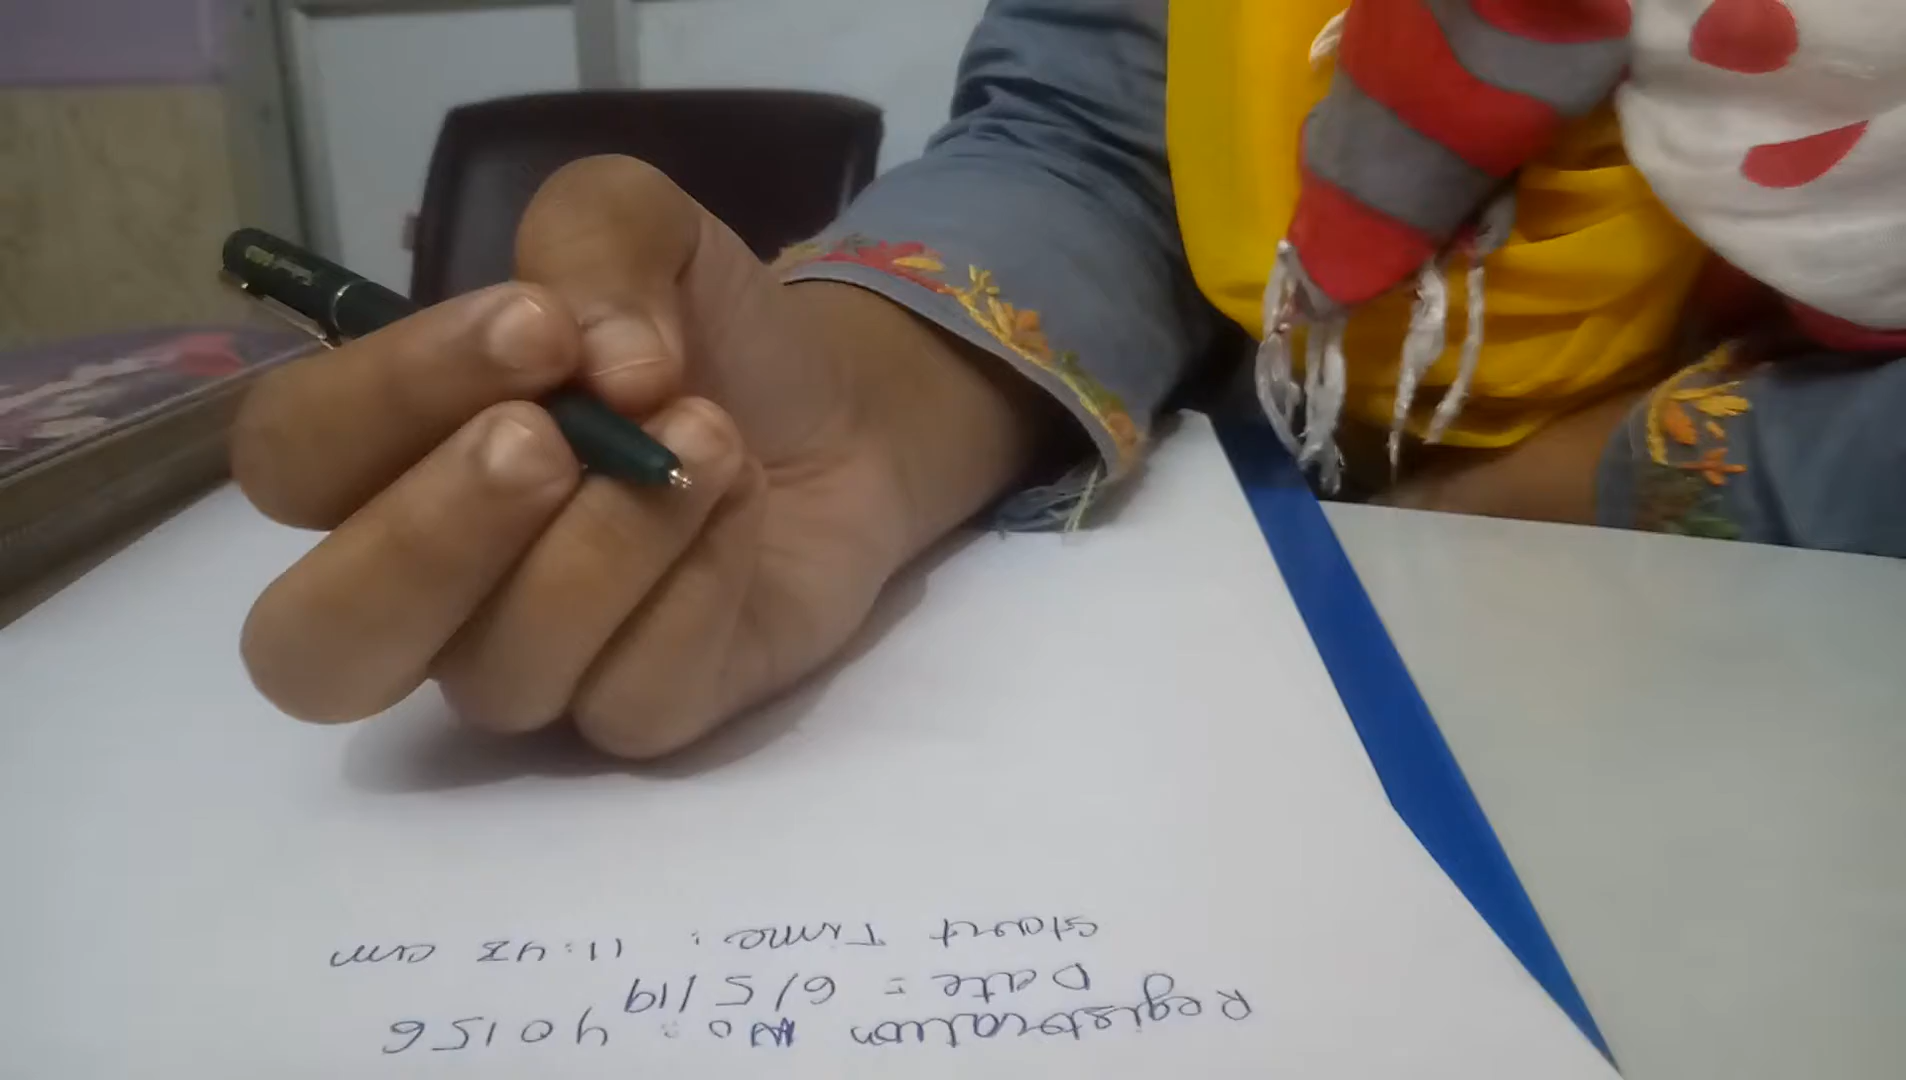 Registration No: 40156
Date = 6/5/19
Start Time: 11:43 am